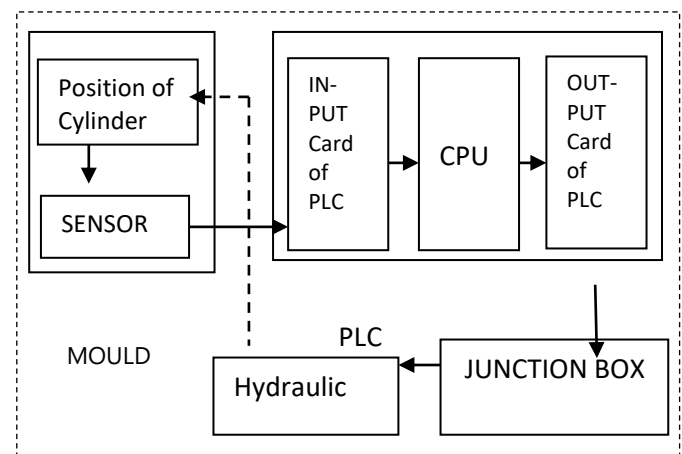 Position of
Cylinder
SENSOR
IN-
PUT
Card
of
PLC
CPU
OUT-
PUT
Card
of
PLC
MOULD
PLC
Hydraulic
JUNCTION BOX